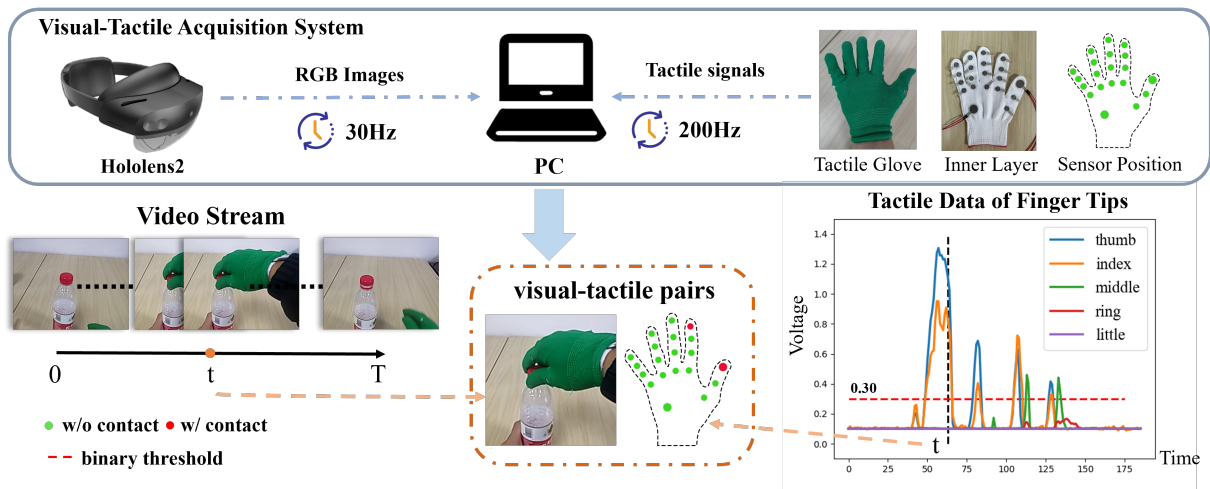 Visual-Tactile Acquisition System
RGB Images
30Hz
Hololens2
PC
Tactile signals
200Hz
Tactile Glove
Inner Layer
Sensor Position
Video Stream
0
t
T
w/o contact
w/ contact
binary threshold
visual-tactile pairs
Tactile Data of Finger Tips
Voltage
1.4
1.2
1.0
0.8
0.6
0.4
0.2
0.0
0.30
thumb
index
middle
ring
little
t
0
25
50
75
100
125
150
175
Time